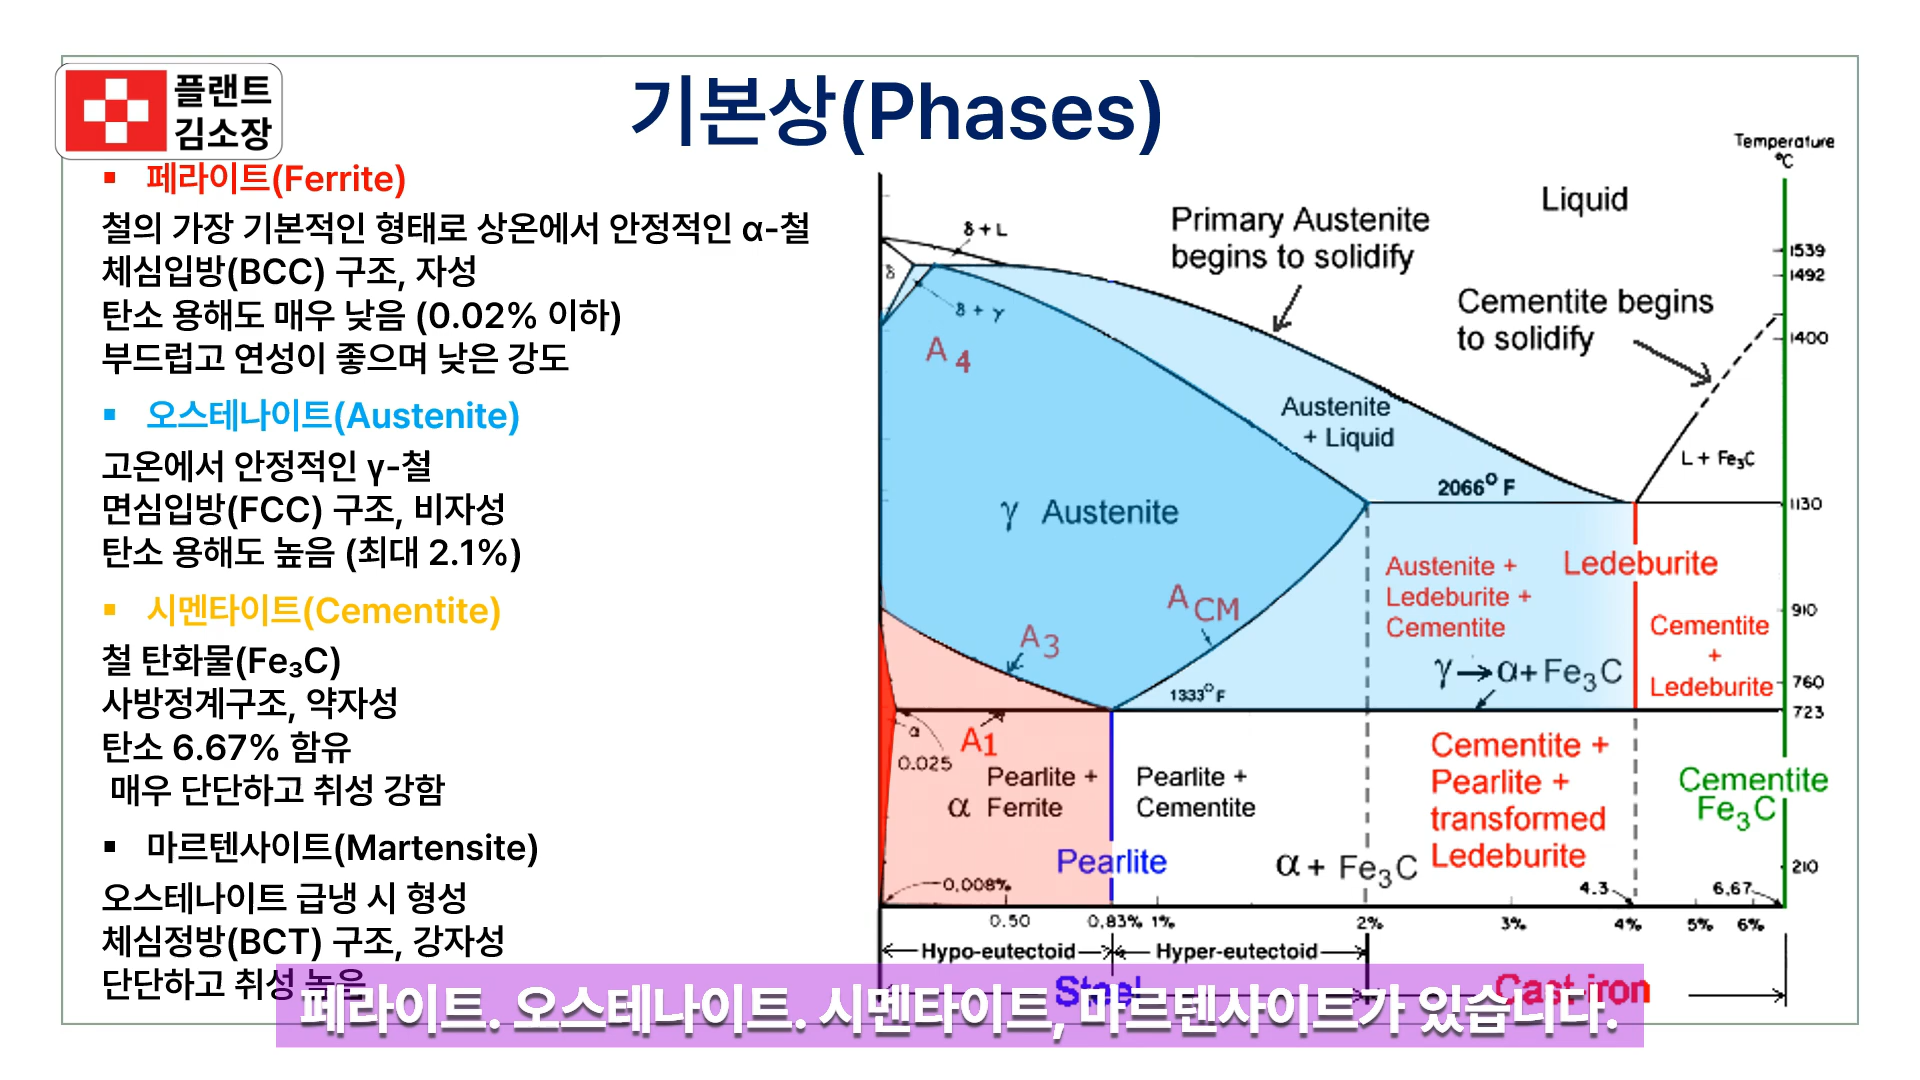 플랜트
김소장
기본상(Phases)
▪ 페라이트(Ferrite)
철의 가장 기본적인 형태로 상온에서 안정적인 α-철
체심입방(BCC) 구조, 자성
탄소 용해도 매우 낮음 (0.02% 이하)
부드럽고 연성이 좋으며 낮은 강도
▪ 오스테나이트(Austenite)
고온에서 안정적인 γ-철
면심입방(FCC) 구조, 비자성
탄소 용해도 높음 (최대 2.1%)
▪ 시멘타이트(Cementite)
철 탄화물(Fe₃C)
사방정계구조, 약자성
탄소 6.67% 함유
매우 단단하고 취성 강함
▪ 마르텐사이트(Martensite)
오스테나이트 급냉 시 형성
체심정방(BCT) 구조, 강자성
단단하고 취성 높음
Temperature
°C
Liquid
Primary Austenite
begins to solidify
δ + L
δ
δ + γ
1539
1492
Cementite begins
to solidify
1400
A4
Austenite
+ Liquid
L + Fe₃C
2066° F
1130
γ Austenite
Austenite +
Ledeburite +
Cementite
Ledeburite
ACM
910
Cementite
+
Ledeburite
A3
γ→α+Fe₃C
1333° F
760
723
α
A1
0.025
Pearlite +
α Ferrite
Pearlite +
Cementite
Cementite +
Pearlite +
transformed
Ledeburite
Cementite
Fe₃C
Pearlite
α + Fe₃C
210
0,008%
4.3
6,67
0.50
0,83%
1%
2%
3%
4%
5%
6%
Hypo-eutectoid
Hyper-eutectoid
Steel
Cast-iron
페라이트. 오스테나이트. 시멘타이트, 마르텐사이트가 있습니다.